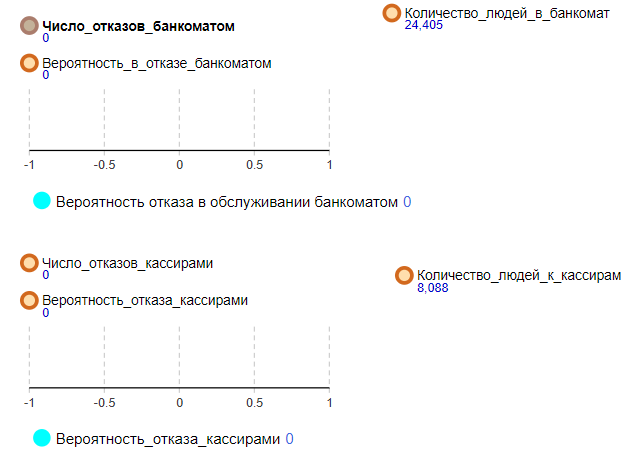 Число_отказов_банкоматом
0
Количество_людей_в_банкомат
24,405
Вероятность_в_отказе_банкоматом
0
-1 -0.5 0 0.5 1
Вероятность отказа в обслуживании банкоматом 0
Число_отказов_кассирами
0
Количество_людей_к_кассирам
8,088
Вероятность_отказа_кассирами
0
-1 -0.5 0 0.5 1
Вероятность_отказа_кассирами 0